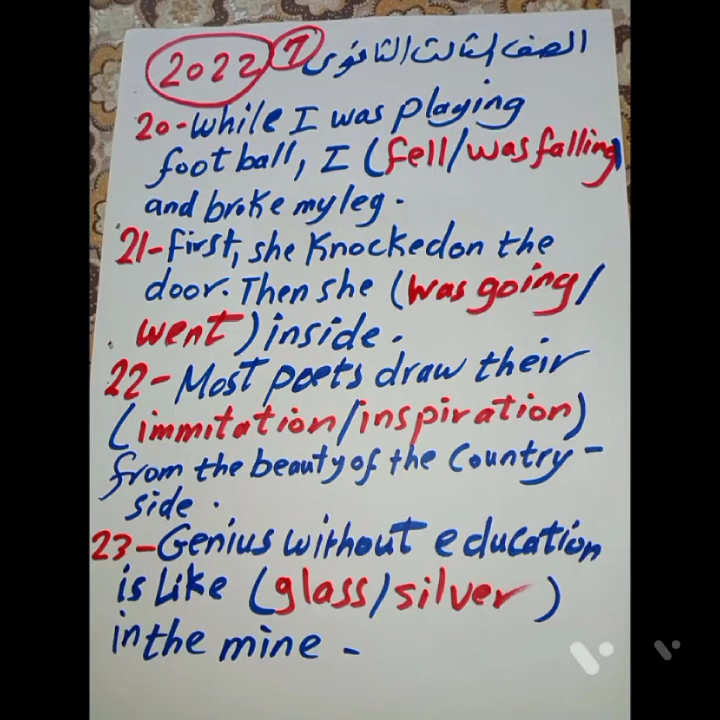 2022 7 الصف الثالث الثانوى
20-While I was playing
football, I (fell/was falling)
and broke my leg.
21-First, she Knocked on the
door. Then she (was going/
went) inside.
22-Most poets draw their
(immitation/inspiration)
from the beauty of the Country-
side.
23-Genius without education
is Like (glass/silver)
in the mine -